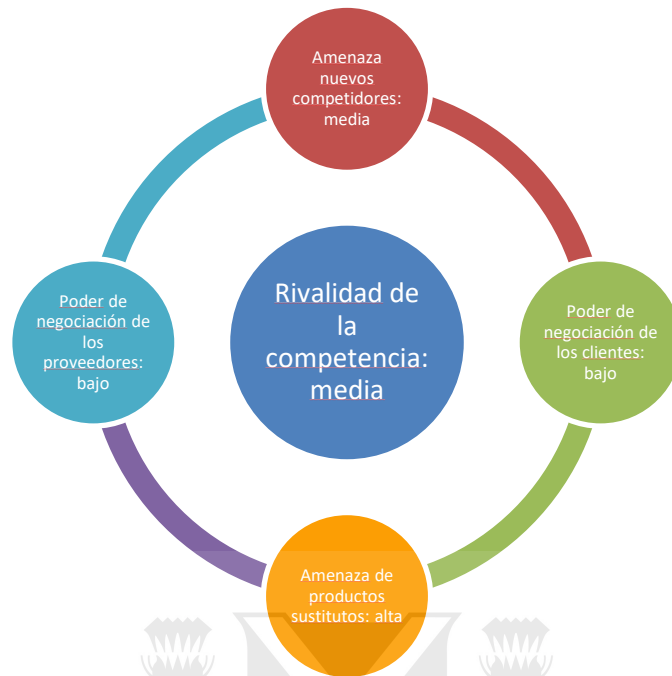 Amenaza
nuevos
competidores:
media
Poder de
negociación de
los
proveedores:
bajo
Rivalidad de
la
competencia:
media
Poder de
negociación de
los clientes:
bajo
Amenaza de
productos
sustitutos: alta